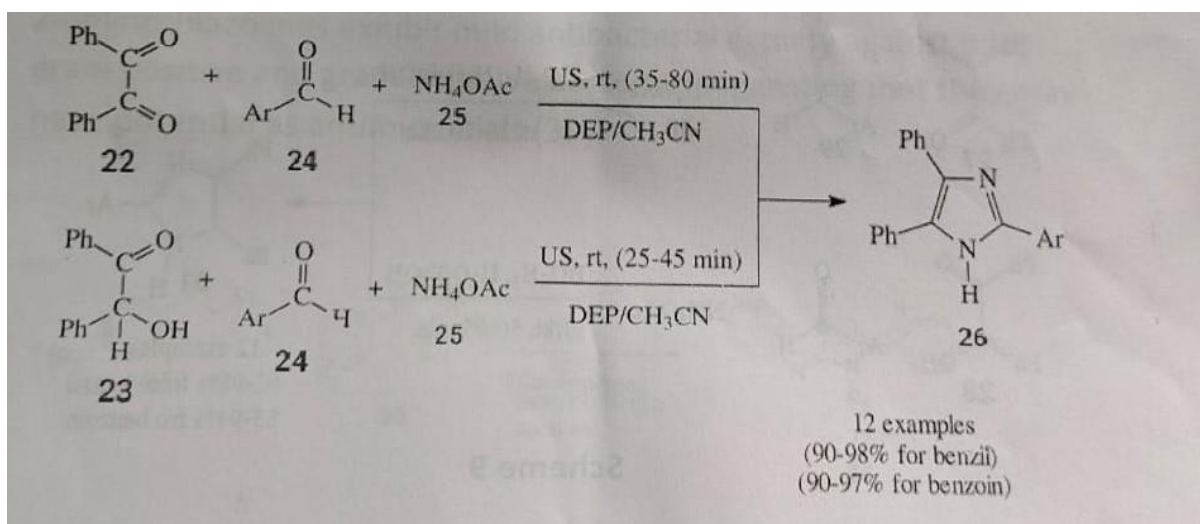 Ph
O
C
C
Ph
O
22
+
O
C
Ar
H
24
+
NH4OAc
25
US, rt, (35-80 min)
DEP/CH3CN
Ph
O
C
C
Ph
OH
H
23
+
O
C
Ar
H
24
+
NH4OAc
25
US, rt, (25-45 min)
DEP/CH3CN
Ph
N
Ph
N
Ar
H
26
12 examples
(90-98% for benzil)
(90-97% for benzoin)